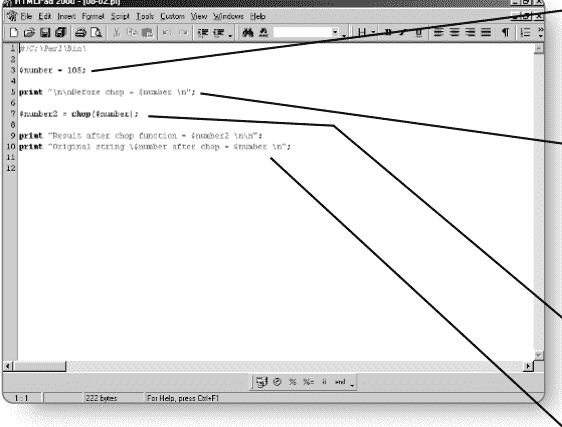 HTMLPad 2000 - [08-02.pl]
File Edit Insert Format Script Tools Custom View Windows Help
1 #!C:\Perl\Bin\
2
3 $number = 108;
4
5 print "\n\nBefore chop = $number \n";
6
7 $number2 = chop($number);
8
9 print "Result after chop function = $number2 \n\n";
10 print "Original string \$number after chop = $number \n";
11
12
% %= it end
1 : 1 222 bytes For Help, press Ctrl+F1